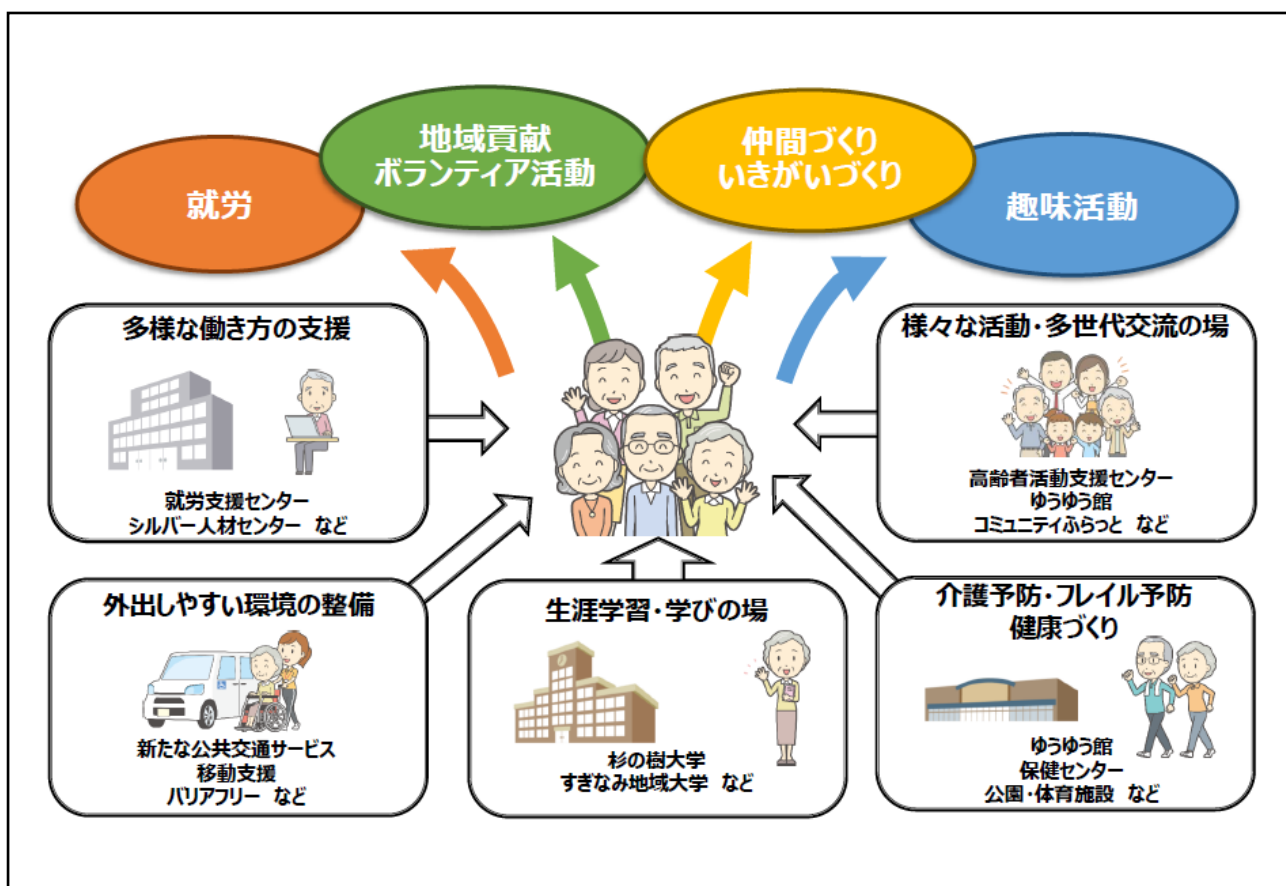 就労
地域貢献
ボランティア活動
仲間づくり
いきがいづくり
趣味活動
多様な働き方の支援
就労支援センター
シルバー人材センター など
様々な活動・多世代交流の場
高齢者活動支援センター
ゆうゆう館
コミュニティふらっと など
外出しやすい環境の整備
新たな公共交通サービス
移動支援
バリアフリー など
生涯学習・学びの場
杉の樹大学
すぎなみ地域大学 など
介護予防・フレイル予防
健康づくり
ゆうゆう館
保健センター
公園・体育施設 など